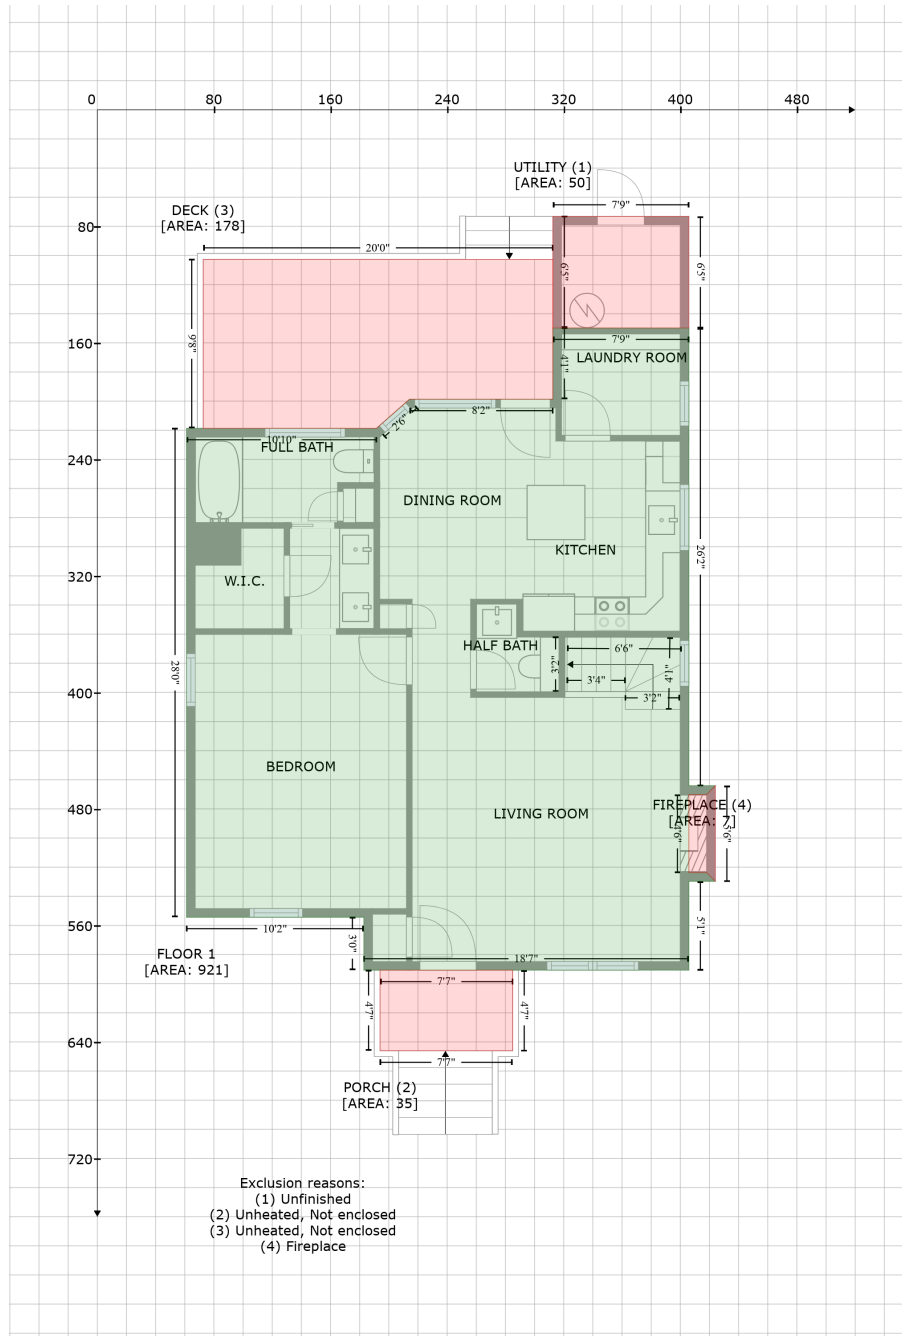 0 80 160 240 320 400 480
UTILITY (1)
[AREA: 50]
7'9"
DECK (3)
[AREA: 178]
80
20'0"
6'5"
6'5"
9'8"
160
7'9"
4'1"
LAUNDRY ROOM
8'2"
2'6"
10'10"
FULL BATH
240
DINING ROOM
KITCHEN
26'2"
320
W.I.C.
HALF BATH
6'6"
3'2"
4'1"
3'4"
3'2"
28'0"
400
BEDROOM
480
LIVING ROOM
FIREPLACE (4)
[AREA: 7]
5'6"
560
10'2"
3'0"
5'1"
18'7"
FLOOR 1
[AREA: 921]
7'7"
4'7"
4'7"
640
7'7"
PORCH (2)
[AREA: 35]
720
Exclusion reasons:
(1) Unfinished
(2) Unheated, Not enclosed
(3) Unheated, Not enclosed
(4) Fireplace